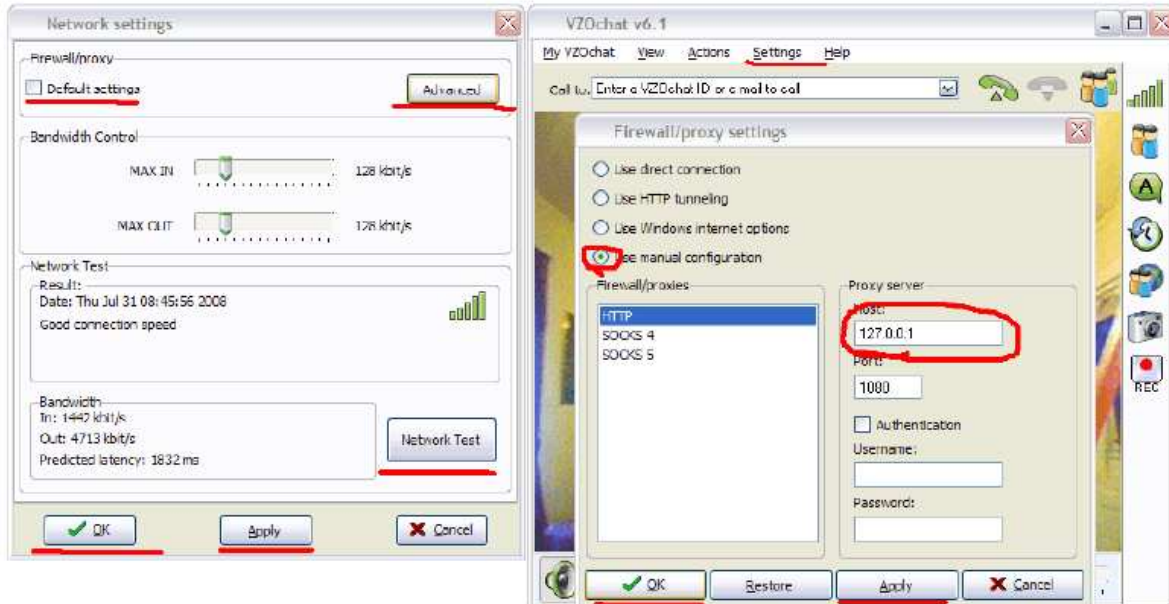 Network settings
Firewall/proxy
Default settings
Advanced
Bandwidth Control
MAX IN
128 kbit/s
MAX OUT
128 kbit/s
Network Test
Result:
Date: Thu Jul 31 08:45:56 2008
Good connection speed
Bandwidth
In: 1442 kbit/s
Out: 4713 kbit/s
Predicted latency: 1832 ms
Network Test
OK
Apply
Cancel
VZOchat v6.1
My VZOchat View Actions Settings Help
Call to: Enter a VZOchat ID or e-mail to call
Firewall/proxy settings
Use direct connection
Use HTTP tunneling
Use Windows internet options
Use manual configuration
Firewall/proxies
HTTP
SOCKS 4
SOCKS 5
Proxy server
Host:
127.0.0.1
Port:
1080
Authentication
Username:
Password:
OK
Restore
Apply
Cancel
A
REC